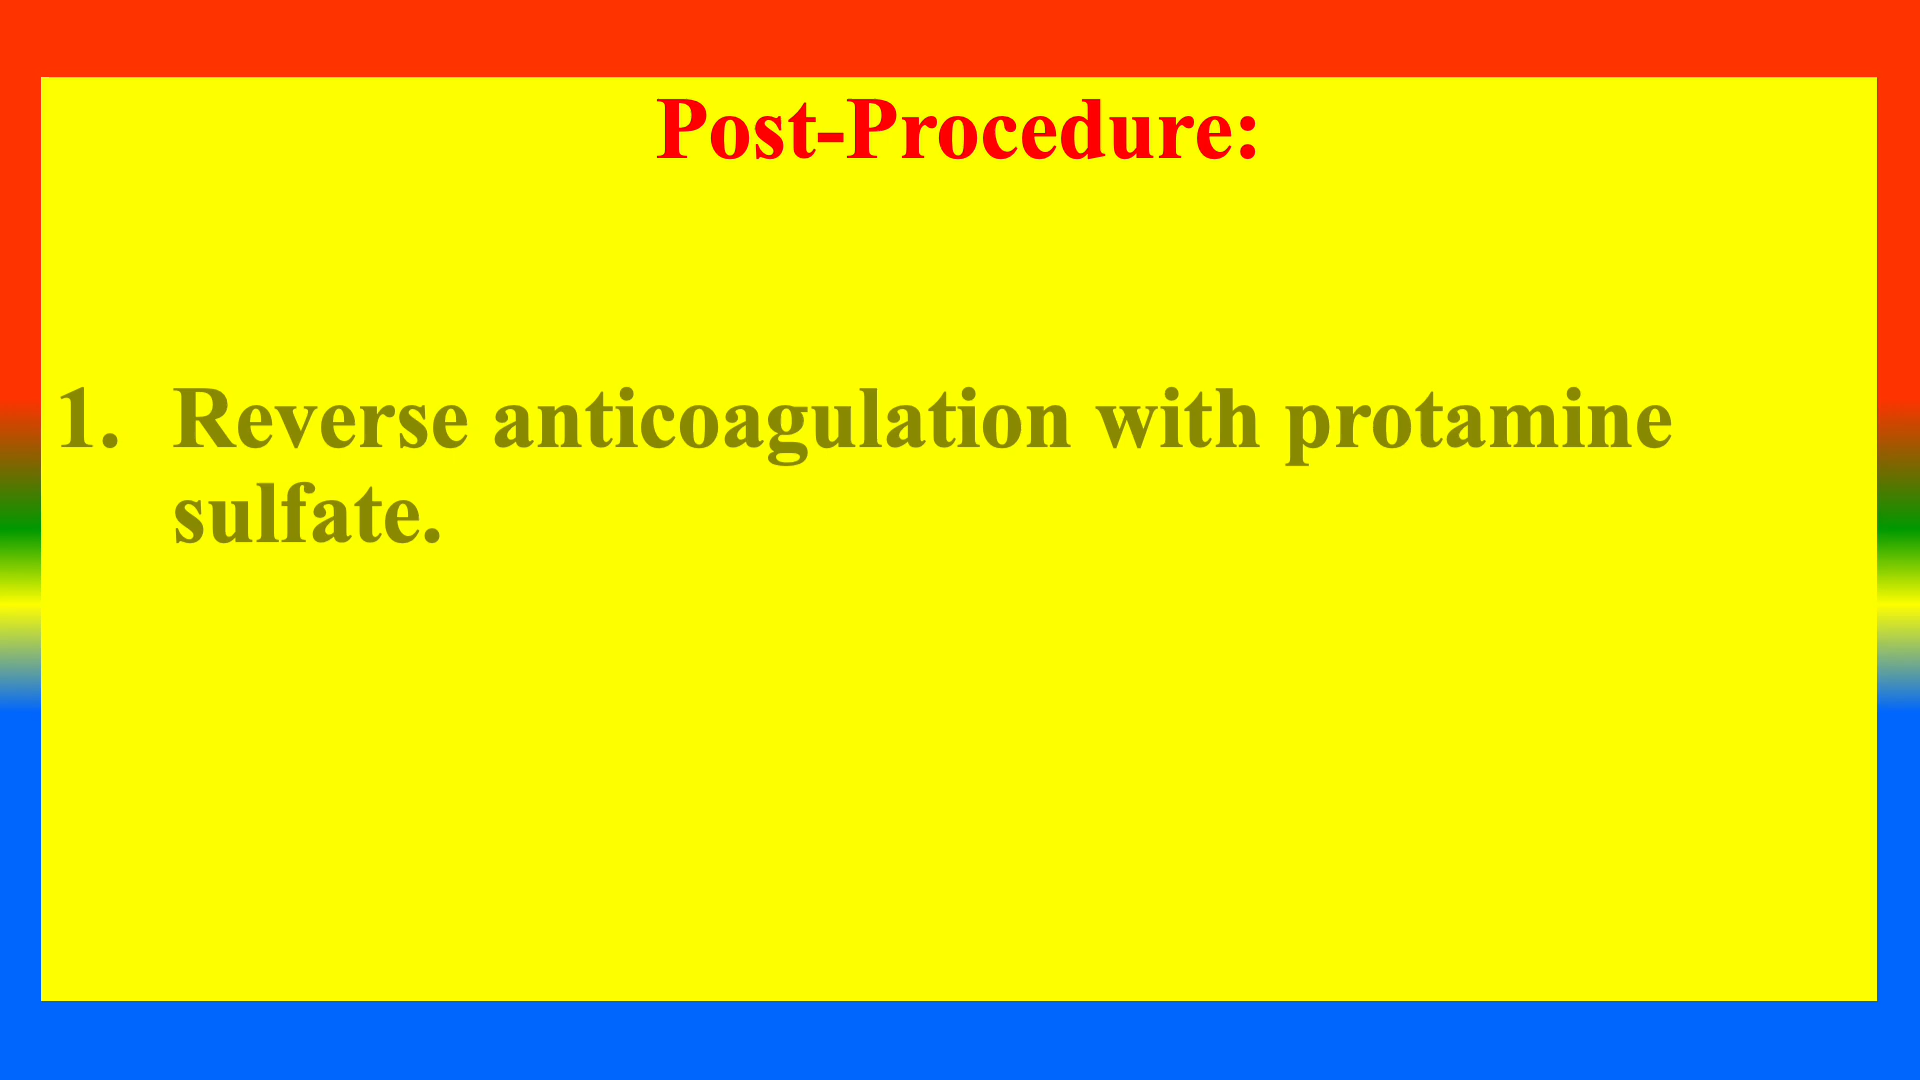 Post-Procedure:
1. Reverse anticoagulation with protamine
sulfate.